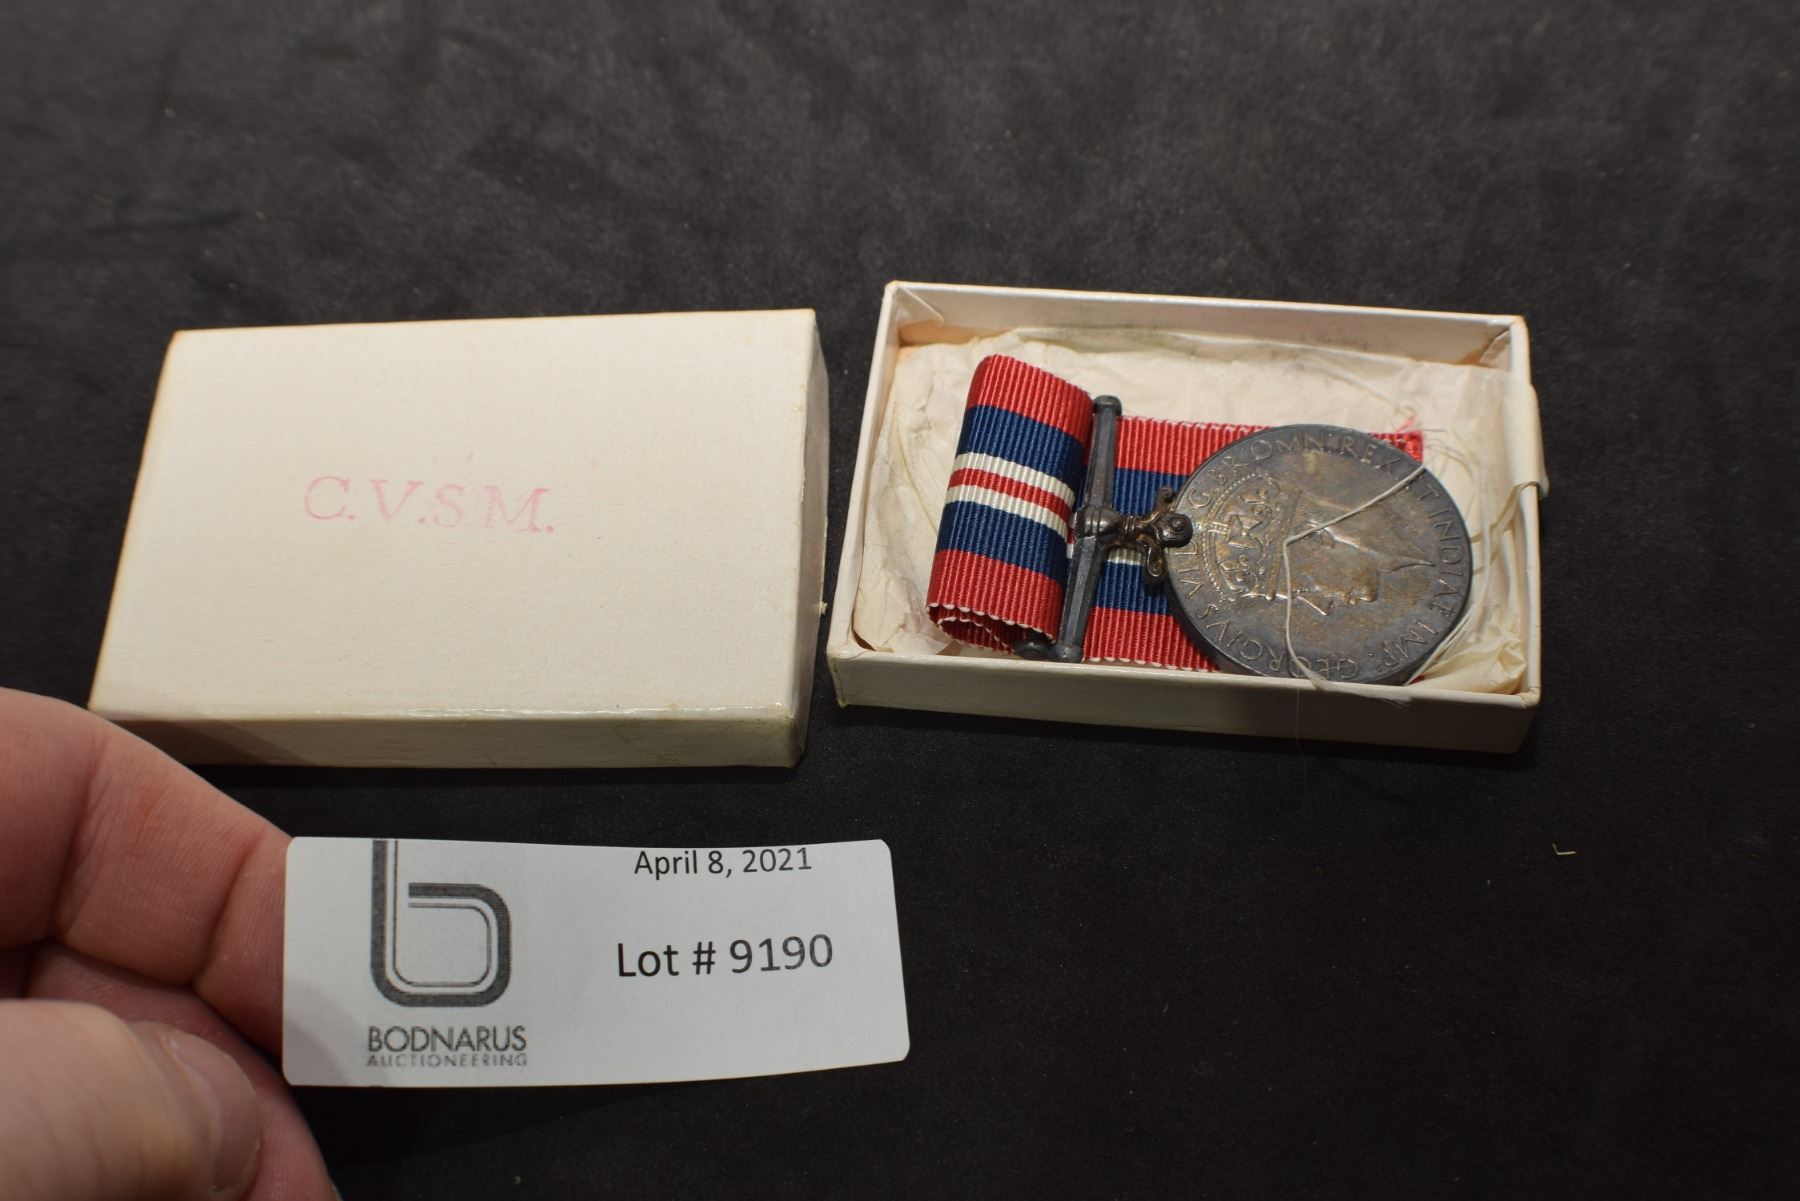 C.V.S.M.
GEORGIVS VI D:G:BR:OMN:REX ET INDIAE IMP:
April 8, 2021
Lot # 9190
BODNARUS
AUCTIONEERING